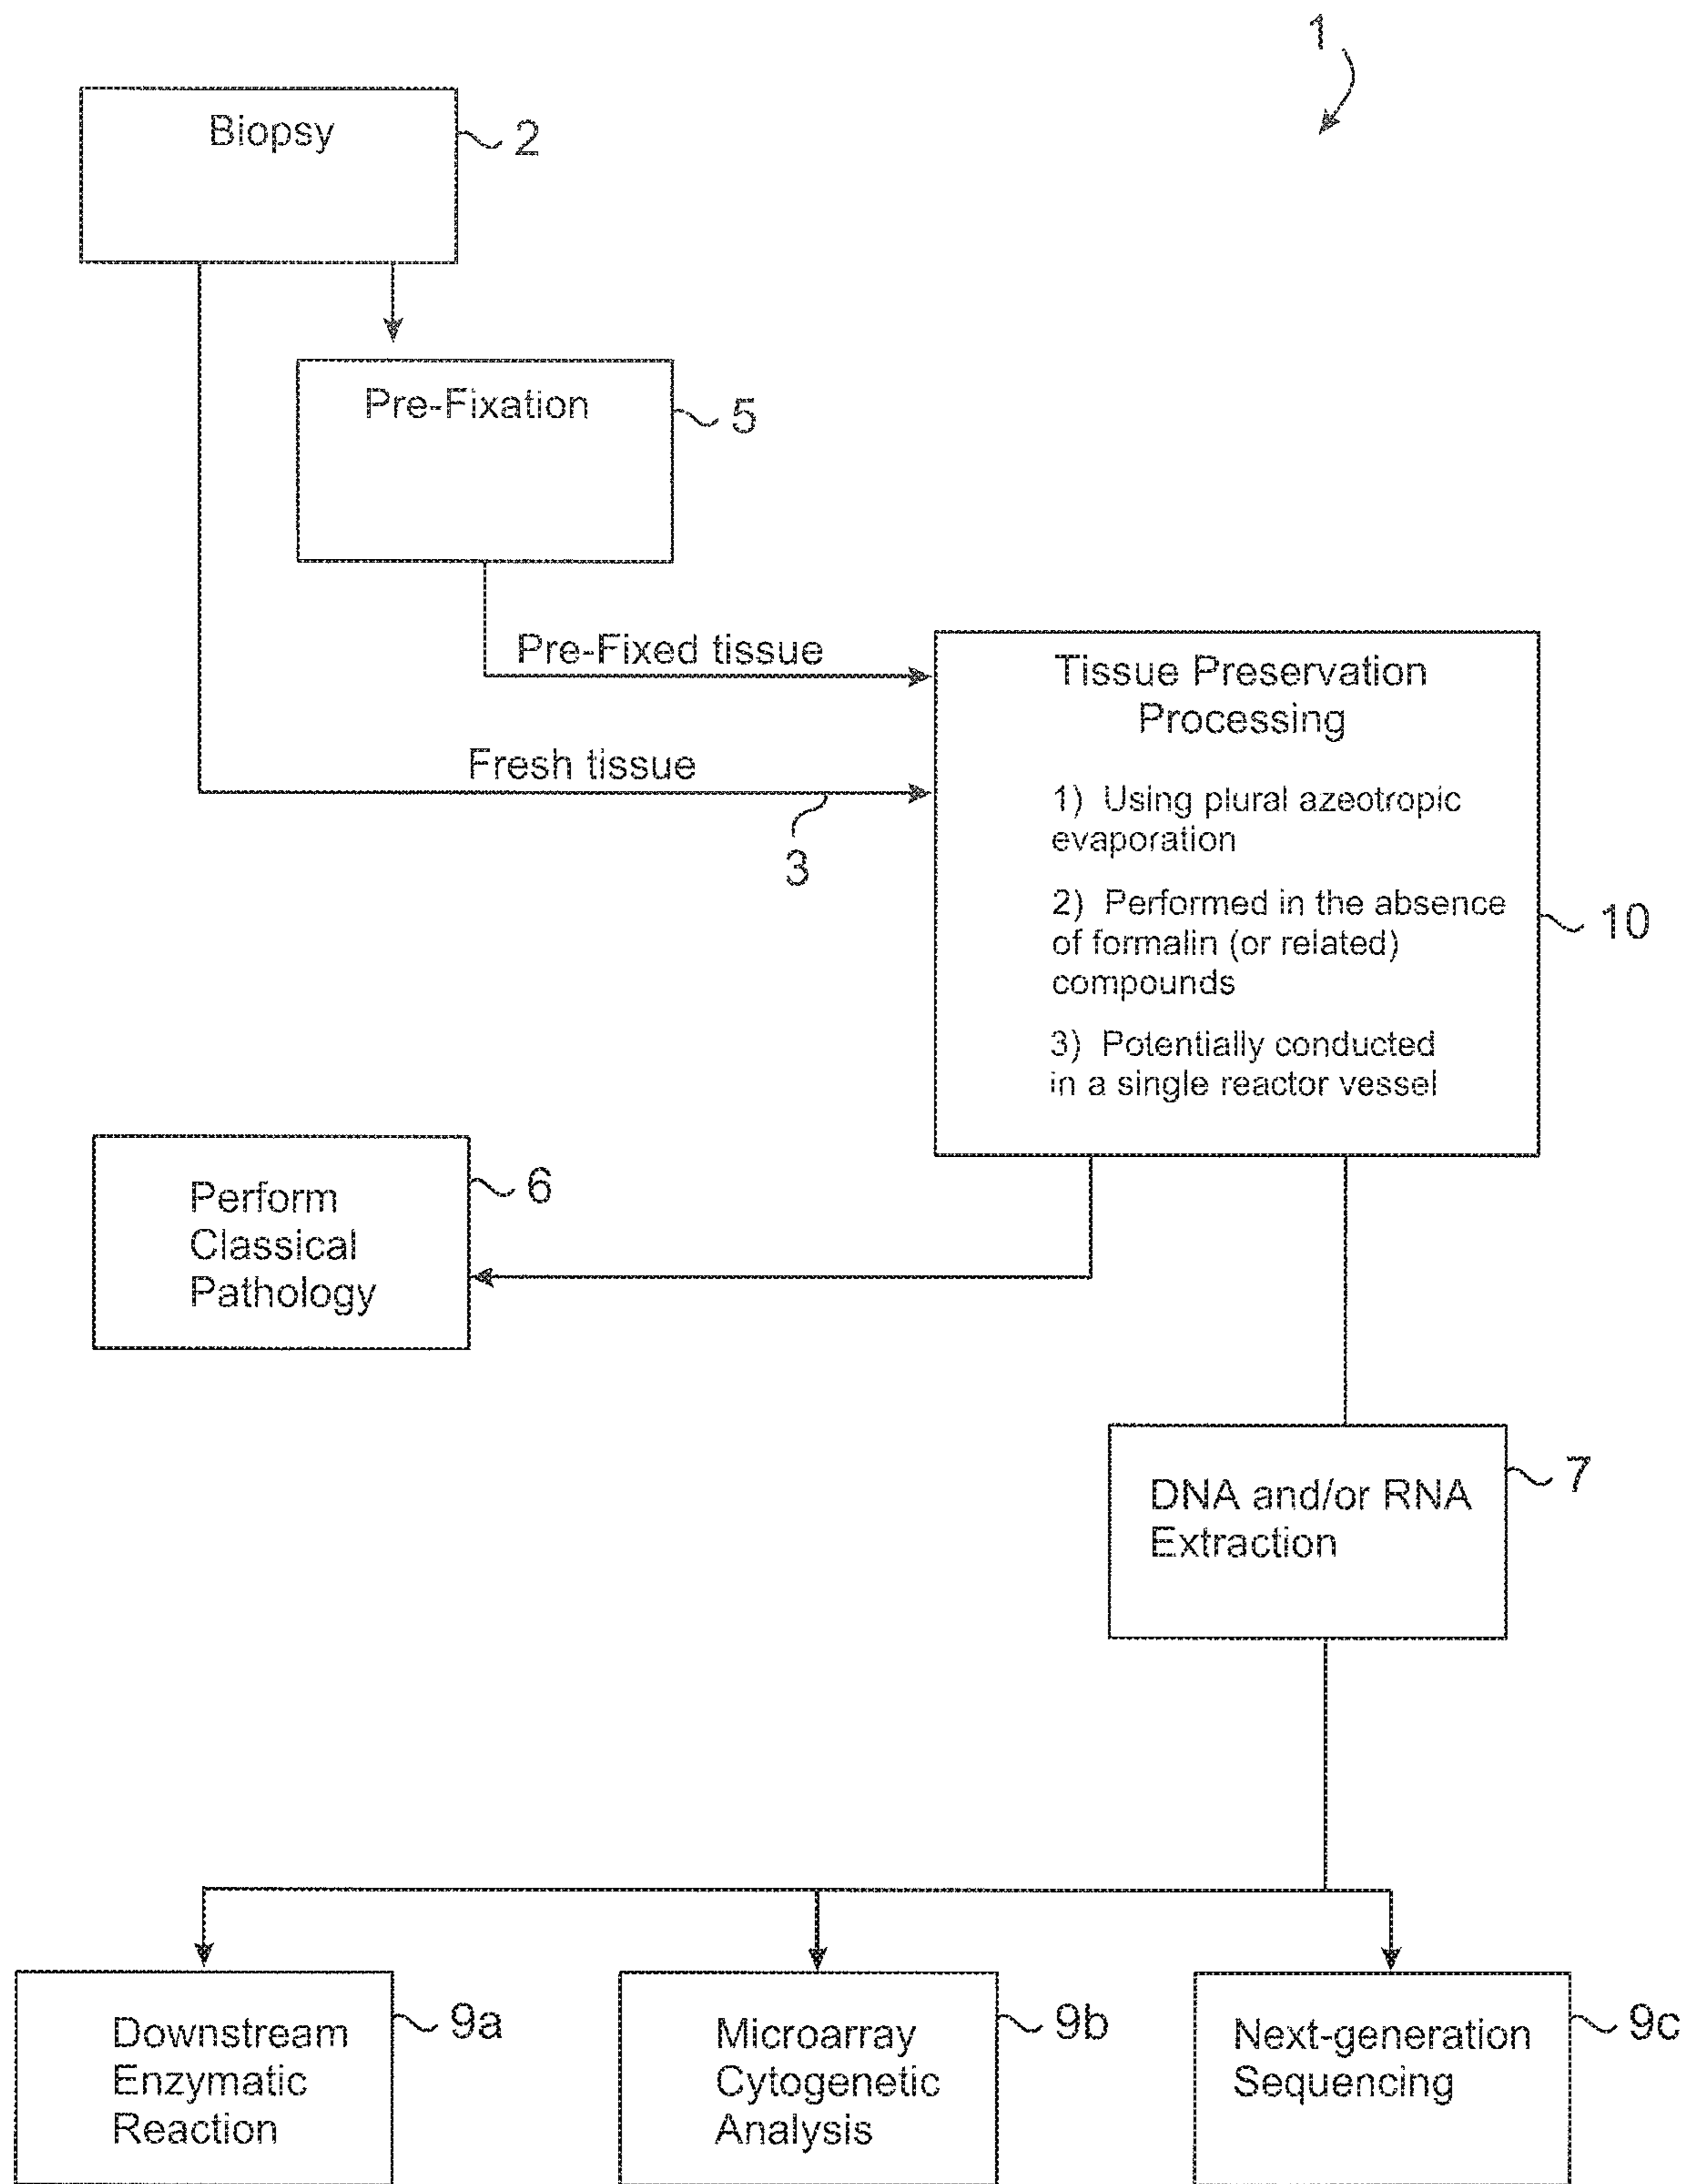 1
Biopsy
2
Pre-Fixation
5
Pre-Fixed tissue
Fresh tissue
3
Tissue Preservation
Processing
1) Using plural azeotropic
evaporation
2) Performed in the absence
of formalin (or related)
compounds
3) Potentially conducted
in a single reactor vessel
10
Perform
Classical
Pathology
6
DNA and/or RNA
Extraction
7
Downstream
Enzymatic
Reaction
9a
Microarray
Cytogenetic
Analysis
9b
Next-generation
Sequencing
9c